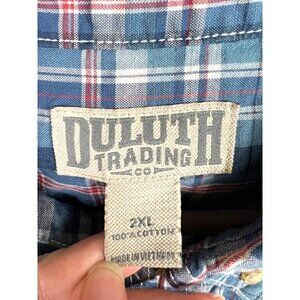 DULUTH
TRADING
CO
2XL
100% COTTON
MADE IN VIETNAM